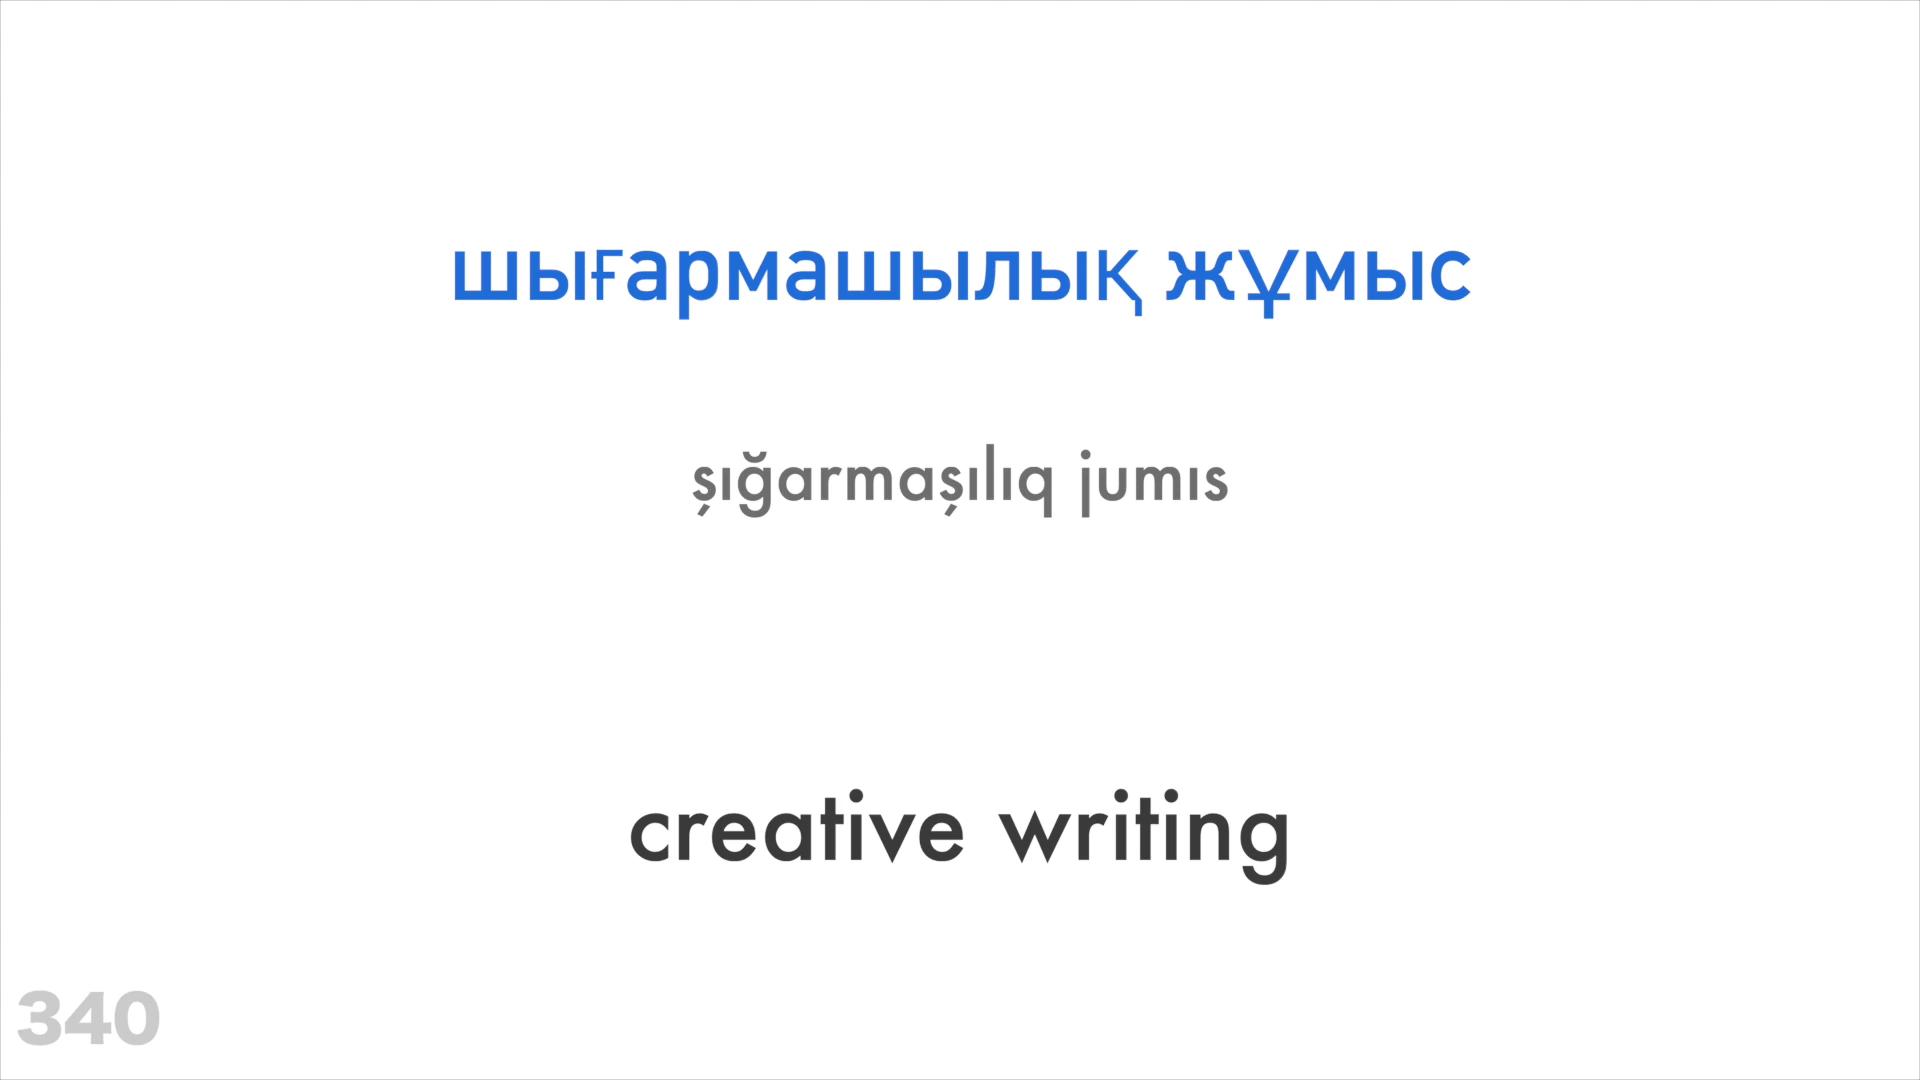 шығармашылық жұмыс
şığarmaşılıq jumıs
creative writing
340